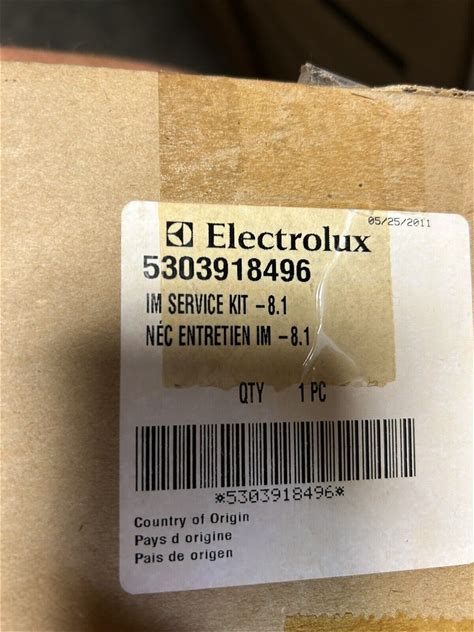 05/25/2011
Electrolux
5303918496
IM SERVICE KIT -8.1
NÉC ENTRETIEN IM -8.1
QTY 1 PC
*5303918496*
Country of Origin
Pays d origine
Pais de origen